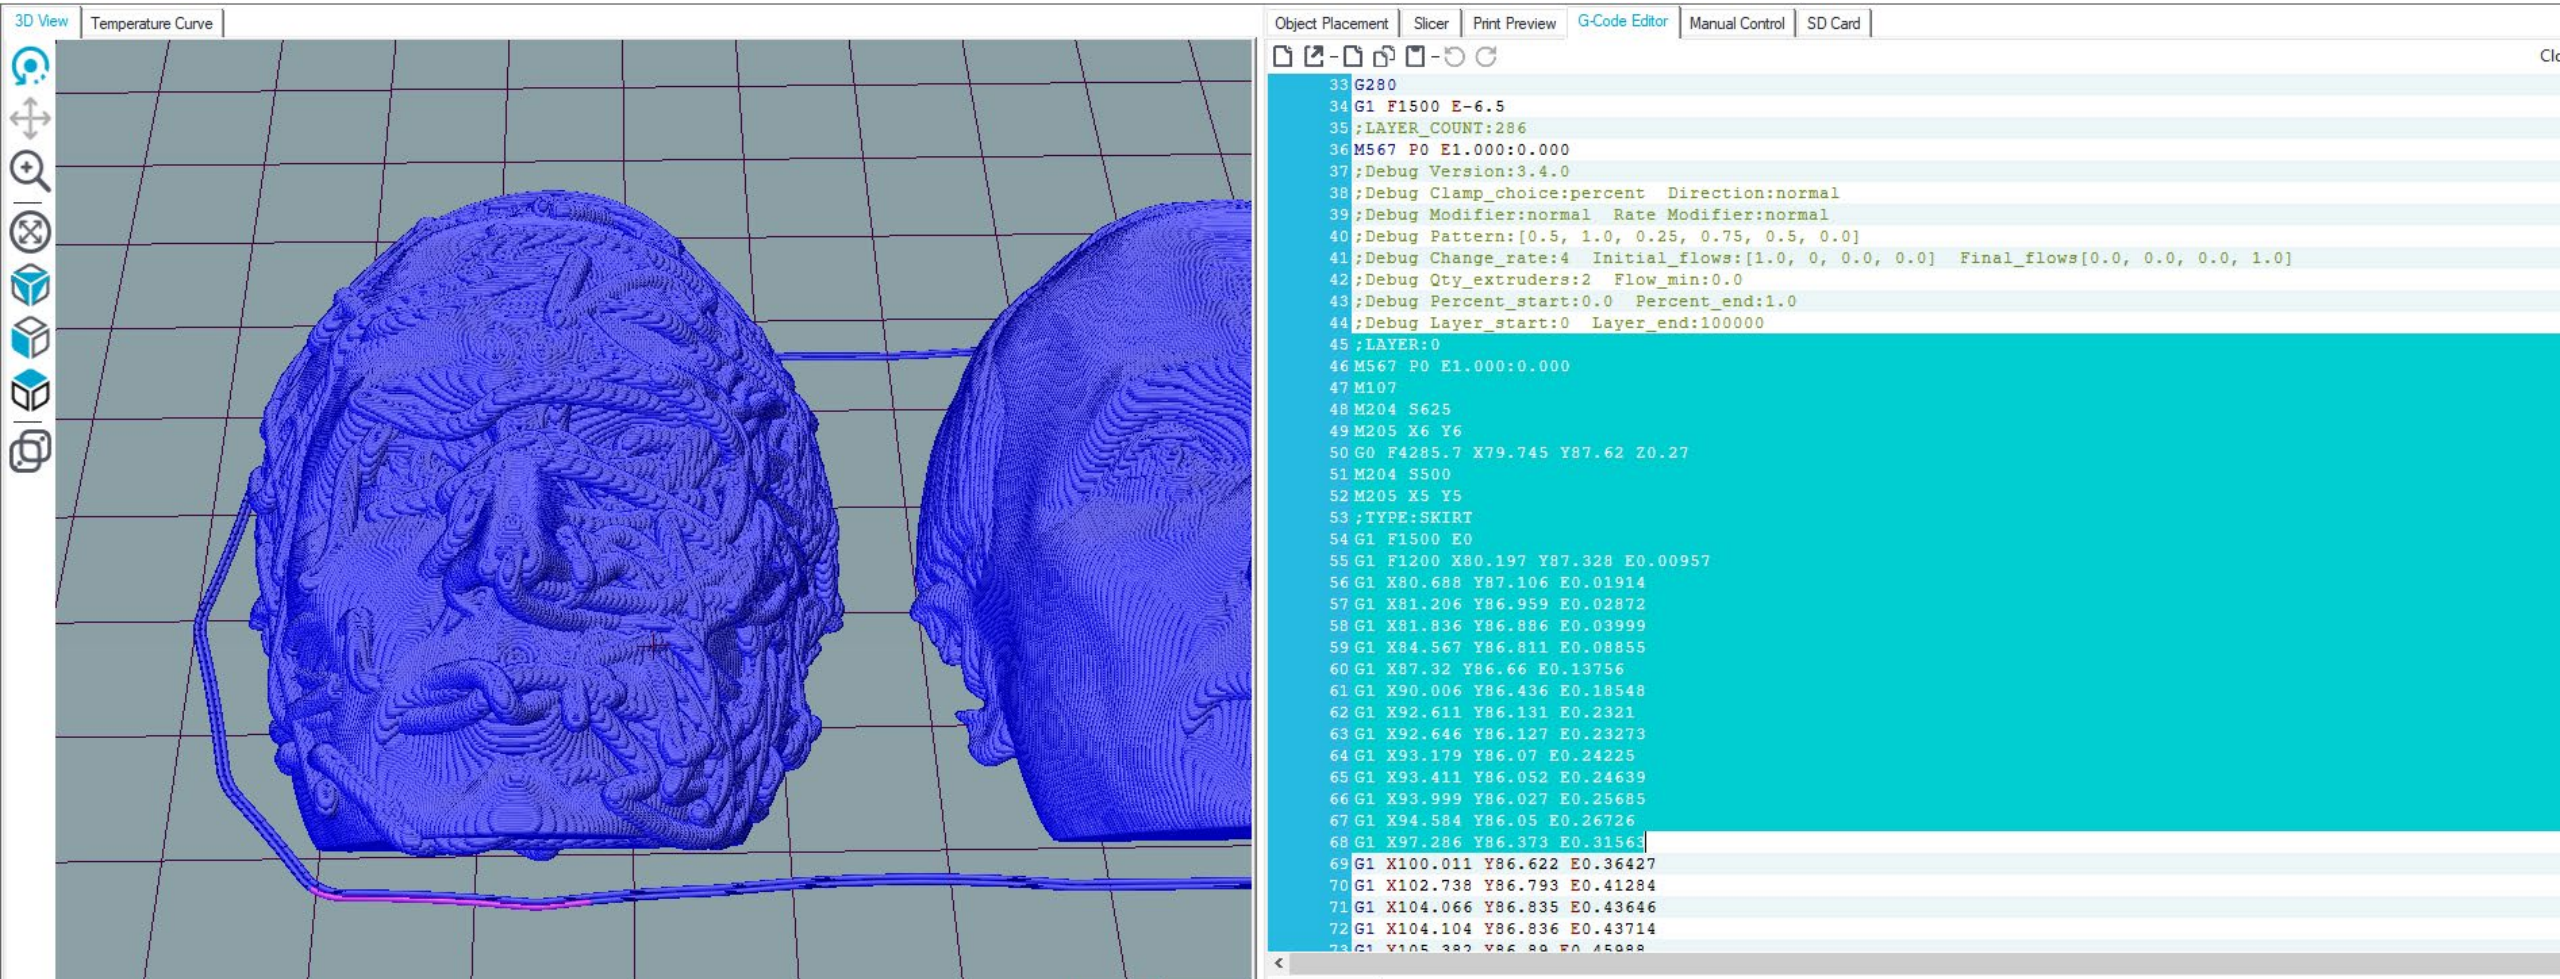 3D View Temperature Curve
Object Placement Slicer Print Preview G-Code Editor Manual Control SD Card
33 G280
34 G1 F1500 E-6.5
35 ;LAYER_COUNT:286
36 M567 P0 E1.000:0.000
37 ;Debug Version:3.4.0
38 ;Debug Clamp_choice:percent  Direction:normal
39 ;Debug Modifier:normal  Rate Modifier:normal
40 ;Debug Pattern:[0.5, 1.0, 0.25, 0.75, 0.5, 0.0]
41 ;Debug Change_rate:4  Initial_flows:[1.0, 0, 0.0, 0.0]  Final_flows[0.0, 0.0, 0.0, 1.0]
42 ;Debug Qty_extruders:2  Flow_min:0.0
43 ;Debug Percent_start:0.0  Percent_end:1.0
44 ;Debug Layer_start:0  Layer_end:100000
45 ;LAYER:0
46 M567 P0 E1.000:0.000
47 M107
48 M204 S625
49 M205 X6 Y6
50 G0 F4285.7 X79.745 Y87.62 Z0.27
51 M204 S500
52 M205 X5 Y5
53 ;TYPE:SKIRT
54 G1 F1500 E0
55 G1 F1200 X80.197 Y87.328 E0.00957
56 G1 X80.688 Y87.106 E0.01914
57 G1 X81.206 Y86.959 E0.02872
58 G1 X81.836 Y86.886 E0.03999
59 G1 X84.567 Y86.811 E0.08855
60 G1 X87.32 Y86.66 E0.13756
61 G1 X90.006 Y86.436 E0.18548
62 G1 X92.611 Y86.131 E0.2321
63 G1 X92.646 Y86.127 E0.23273
64 G1 X93.179 Y86.07 E0.24225
65 G1 X93.411 Y86.052 E0.24639
66 G1 X93.999 Y86.027 E0.25685
67 G1 X94.584 Y86.05 E0.26726
68 G1 X97.286 Y86.373 E0.31563
69 G1 X100.011 Y86.622 E0.36427
70 G1 X102.738 Y86.793 E0.41284
71 G1 X104.066 Y86.835 E0.43646
72 G1 X104.104 Y86.836 E0.43714
73 G1 X105.382 Y86.89 E0.45988